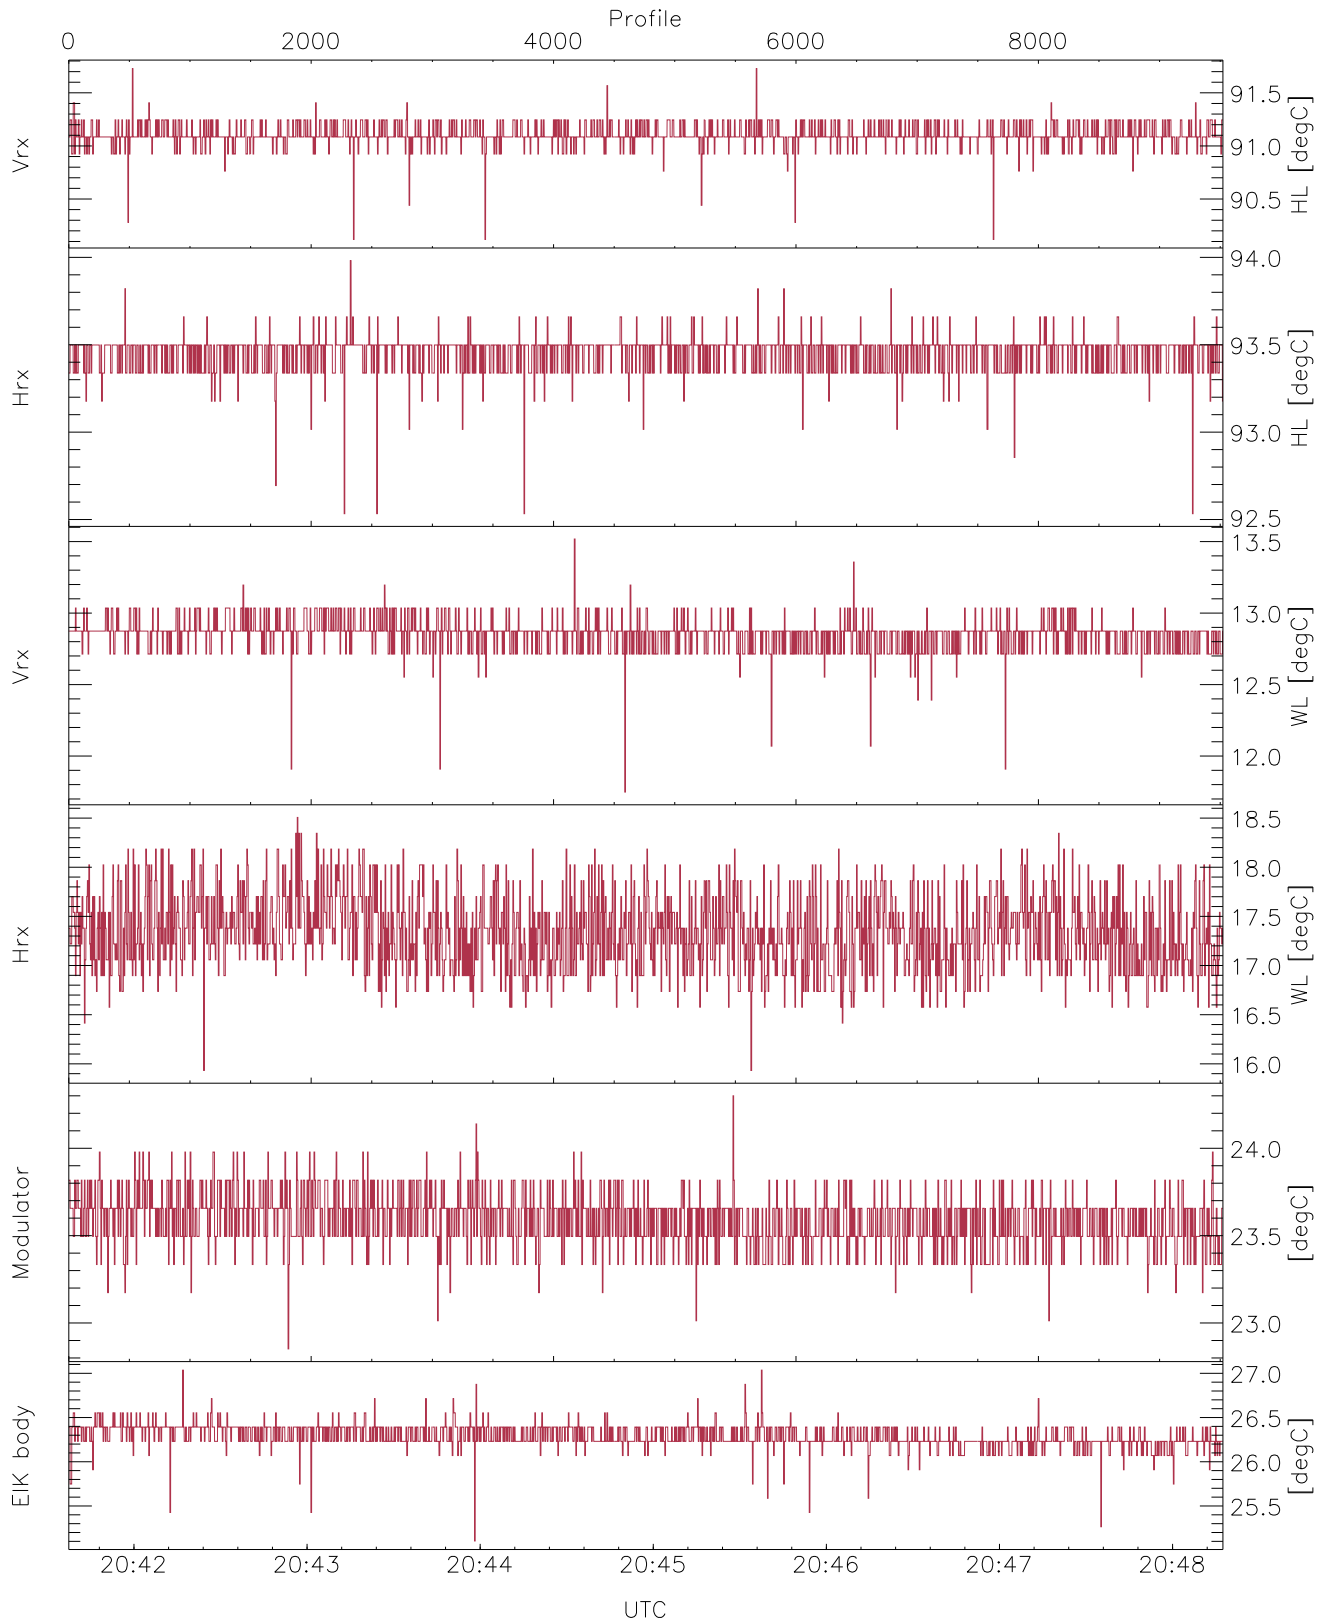 Profile
0 2000 4000 6000 8000
Vrx
91.5
91.0
90.5
HL [degC]
Hrx
94.0
93.5
93.0
92.5
HL [degC]
Vrx
13.5
13.0
12.5
12.0
WL [degC]
Hrx
18.5
18.0
17.5
17.0
16.5
16.0
WL [degC]
Modulator
24.0
23.5
23.0
[degC]
EIK body
27.0
26.5
26.0
25.5
[degC]
20:42 20:43 20:44 20:45 20:46 20:47 20:48
UTC